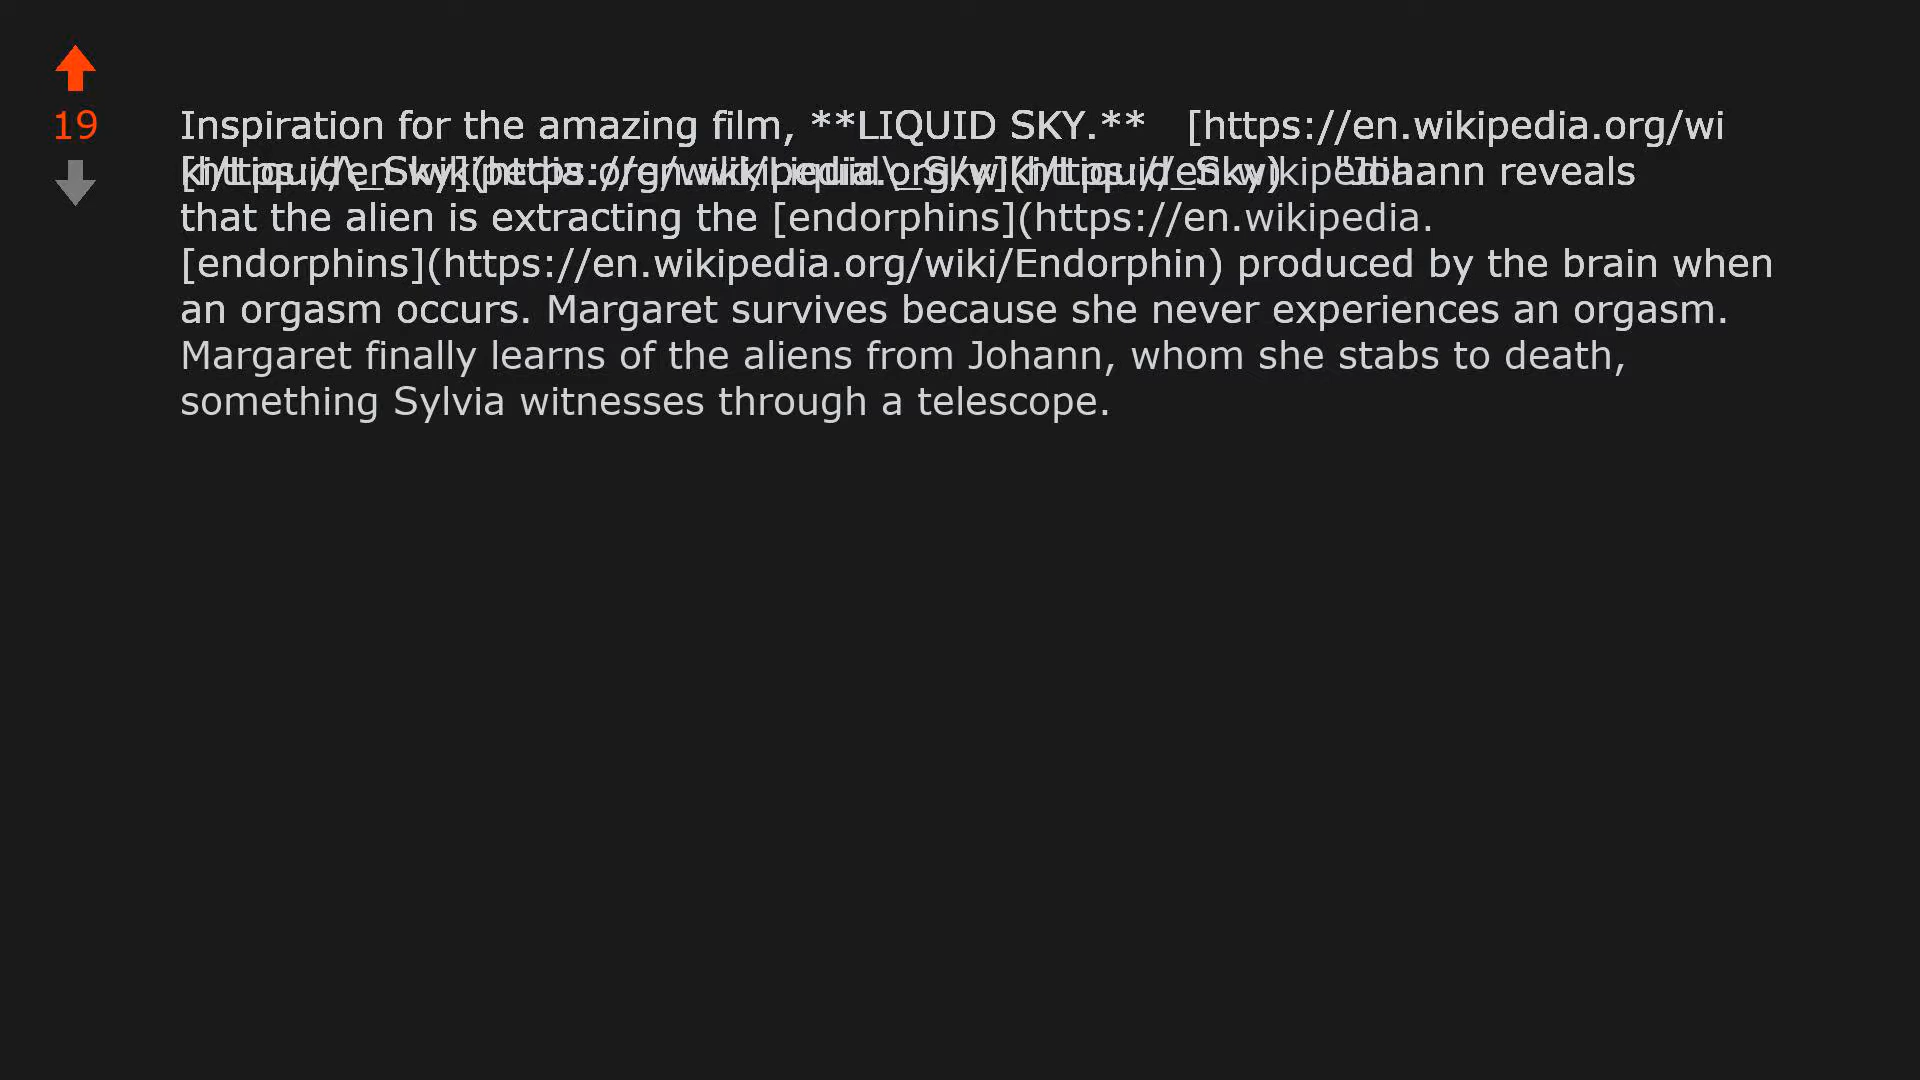 19
Inspiration for the amazing film, **LIQUID SKY.** [https://en.wikipedia.org/wi
"Johann reveals
that the alien is extracting the [endorphins](https://en.wikipedia.
[endorphins](https://en.wikipedia.org/wiki/Endorphin) produced by the brain when
an orgasm occurs. Margaret survives because she never experiences an orgasm.
Margaret finally learns of the aliens from Johann, whom she stabs to death,
something Sylvia witnesses through a telescope.